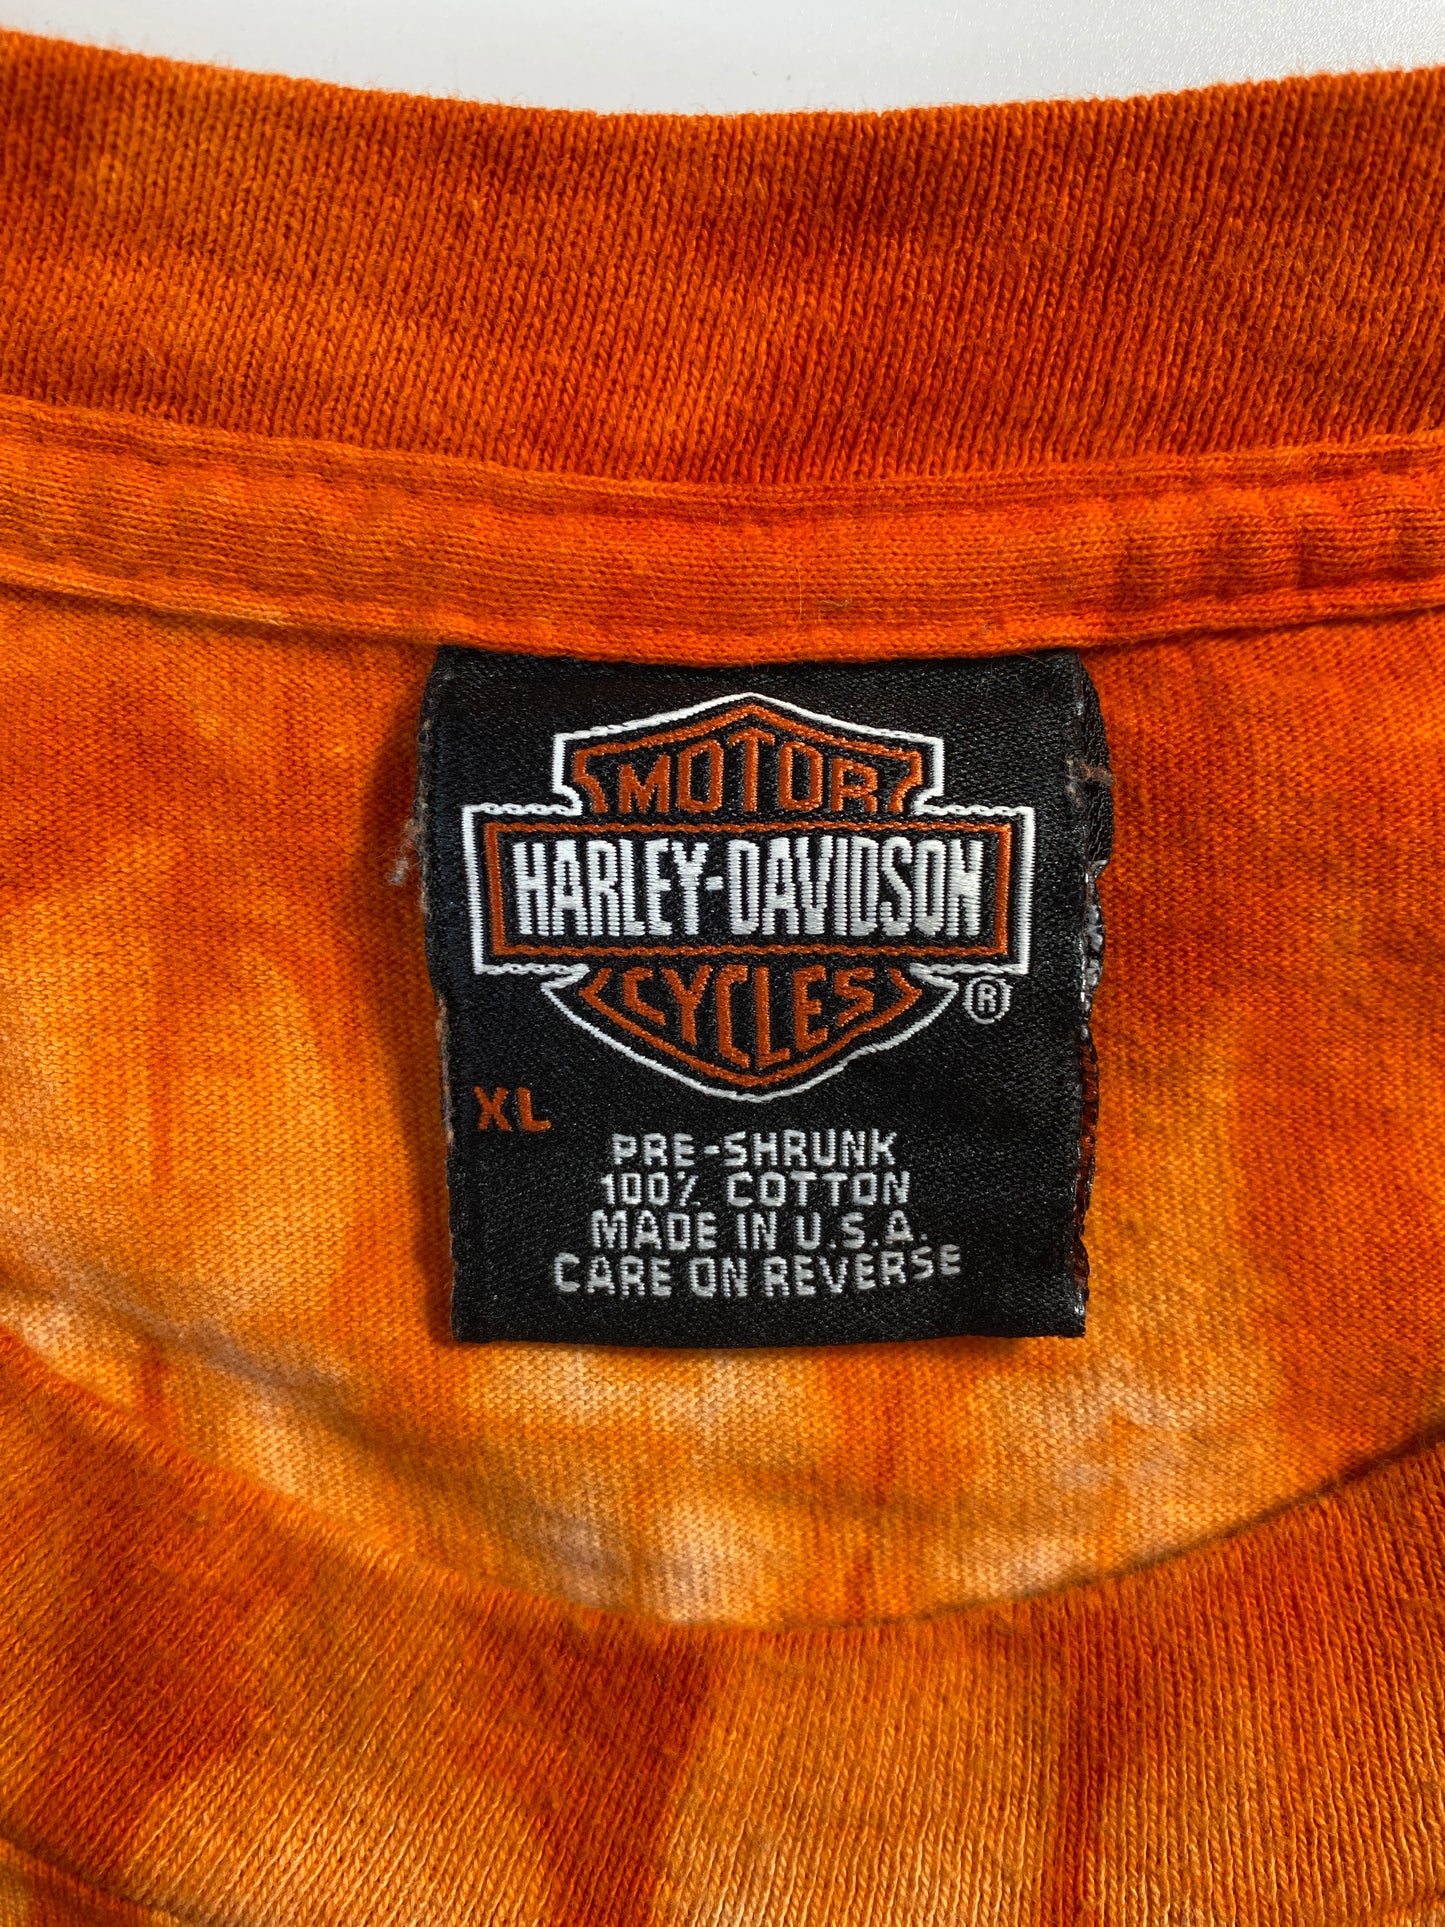 MOTOR
HARLEY-DAVIDSON
CYCLES
®
XL
PRE-SHRUNK
100% COTTON
MADE IN U.S.A.
CARE ON REVERSE